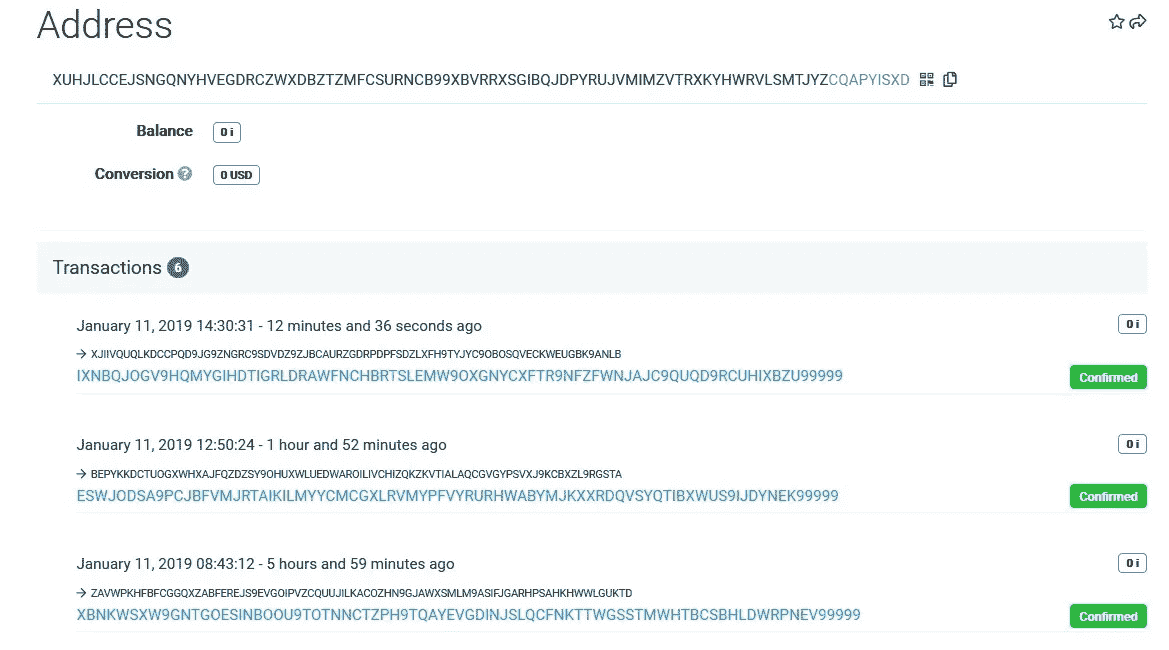 Address
XUHJLCCEJSNGQNYHVEGDRCZWXDBZTZMFCSURNCB99XBVRRXSGIBQJDPYRUJVMIMZVTRXKYHWRVLSMTJYZCQAPYISXD
Balance 0 i
Conversion 0 USD
Transactions 6
January 11, 2019 14:30:31 - 12 minutes and 36 seconds ago 0 i
→ XJIIVQUQLKDCCPQD9JG9ZNGRC9SDVDZ9ZJBCAURZGDRPDPFSDZLXFH9TYJYC9OBOSQVECKWEUGBK9ANLB
IXNBQJOGV9HQMYGIHDTIGRLDRAWFNCHBRTSLEMW9OXGNYCXFTR9NFZFWNJAJC9QUQD9RCUHIXBZU99999 Confirmed
January 11, 2019 12:50:24 - 1 hour and 52 minutes ago 0 i
→ BEPYKKDCTUOGXWHXAJFQZDZSY9OHUXWLUEDWAROILIVCHIZQKZKVTIALAQCGVGYPSVXJ9KCBXZL9RGSTA
ESWJODSA9PCJBFVMJRTAIKILMYYCMCGXLRVMYPFVYRURHWABYMJKXXRDQVSYQTIBXWUS9IJDYNEK99999 Confirmed
January 11, 2019 08:43:12 - 5 hours and 59 minutes ago 0 i
→ ZAVWPKHFBFCGGQXZABFEREJS9EVGOIPVZCQUUJILKACOZHN9GJAWXSMLM9ASIFJGARHPSAHKHWWLGUKTD
XBNKWSXW9GNTGOESINBOOU9TOTNNCTZPH9TQAYEVGDINJSLQCFNKTTWGSSTMWHTBCSBHLDWRPNEV99999 Confirmed